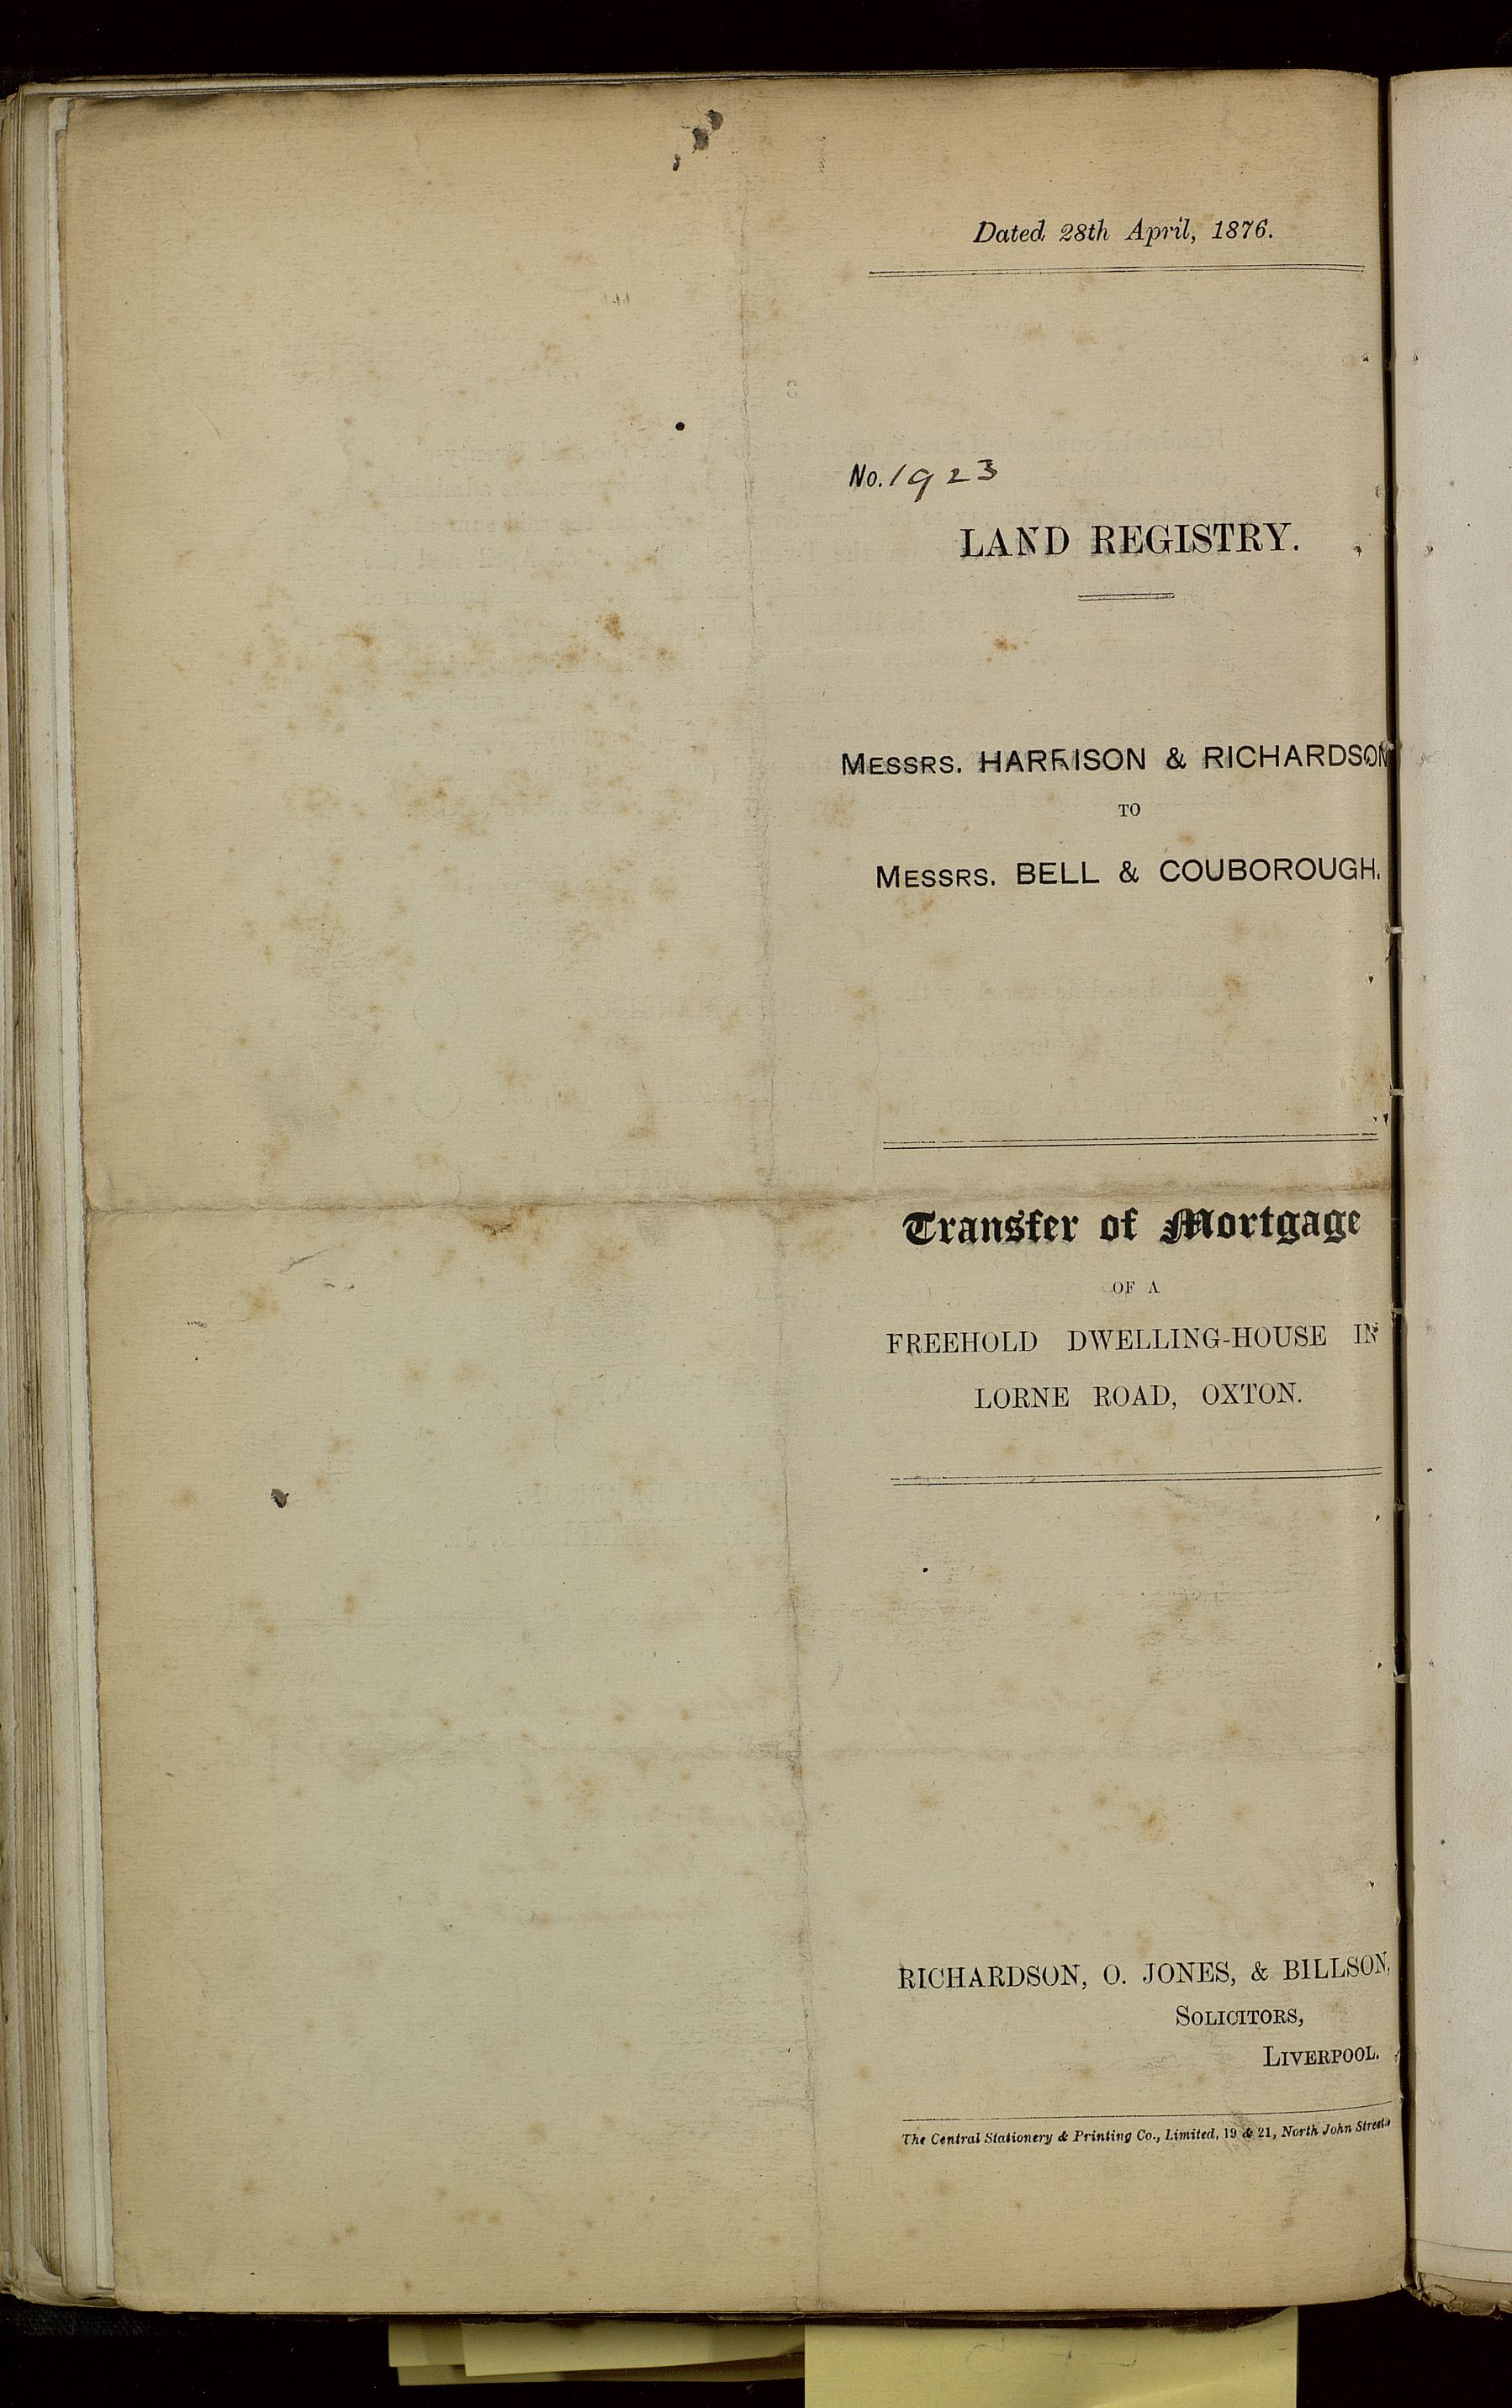 Dated 28th April, 1876.
No. 1923
LAND REGISTRY.
MESSRS. HARRISON & RICHARDSON
TO
MESSRS. BELL & COUBOROUGH.
Transfer of Mortgage
OF A
FREEHOLD DWELLING-HOUSE IN
LORNE ROAD, OXTON.
RICHARDSON, O. JONES, & BILLSON,
SOLICITORS,
LIVERPOOL.
The Central Stationery & Printing Co., Limited, 19 & 21, North John Street.